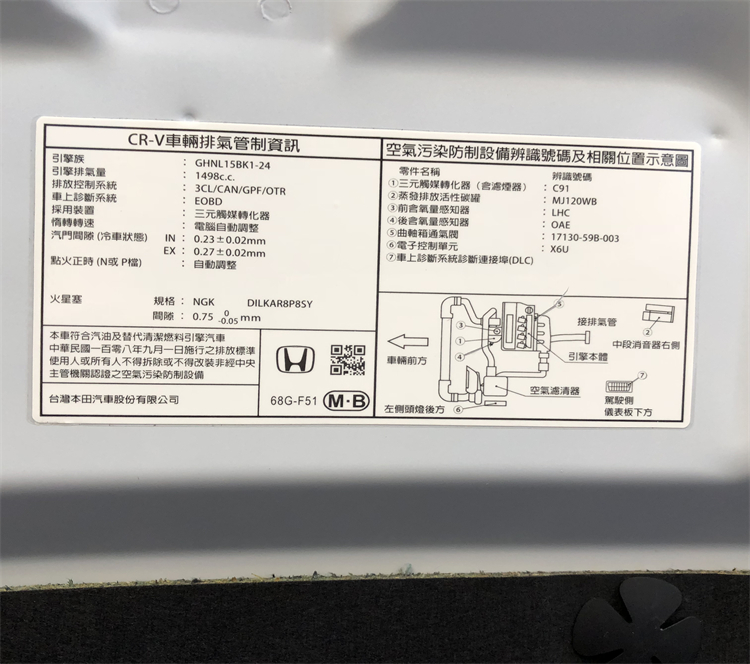 CR-V車輛排氣管制資訊
引擎族 : GHNL15BK1-24
引擎排氣量 : 1498c.c.
排放控制系統 : 3CL/CAN/GPF/OTR
車上診斷系統 : EOBD
採用裝置 : 三元觸媒轉化器
惰轉轉速 : 電腦自動調整
汽門間隙 (冷車狀態) IN : 0.23±0.02mm
EX : 0.27±0.02mm
點火正時 (N或 P檔) : 自動調整
火星塞 規格 : NGK DILKAR8P8SY
間隙 : 0.75 0 -0.05 mm
本車符合汽油及替代清潔燃料引擎汽車
中華民國一百零八年九月一日施行之排放標準
使用人或所有人不得拆除或不得改裝非經中央
主管機關認證之空氣污染防制設備
台灣本田汽車股份有限公司
68G-F51 M·B
空氣污染防制設備辨識號碼及相關位置示意圖
零件名稱 辨識號碼
①三元觸媒轉化器 (含濾煙器) : C91
②蒸發排放活性碳罐 : MJ120WB
③前含氧量感知器 : LHC
④後含氧量感知器 : OAE
⑤曲軸箱通氣閥 : 17130-59B-003
⑥電子控制單元 : X6U
⑦車上診斷系統診斷連接埠(DLC)
⑤
③
①
④
接排氣管
②
中段消音器右側
車輛前方
引擎本體
空氣濾清器
⑦
左側頭燈後方
⑥
駕駛側
儀表板下方